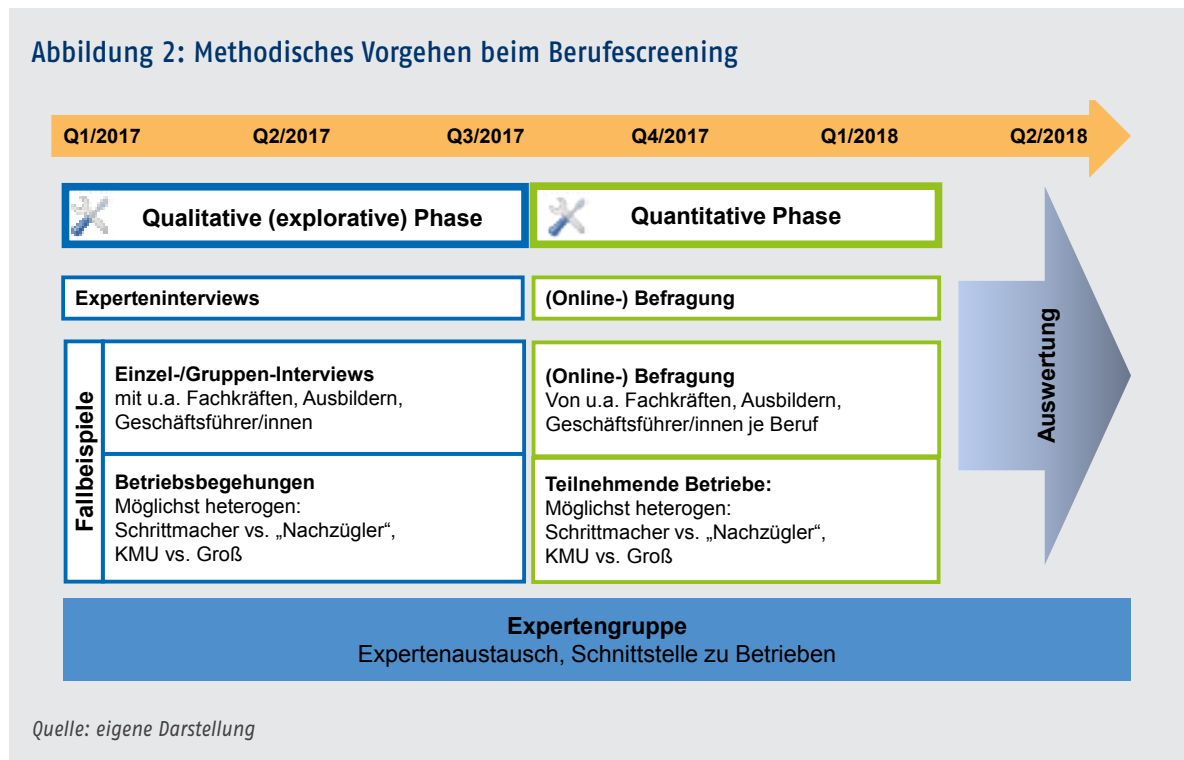 Abbildung 2: Methodisches Vorgehen beim Berufescreening
Q1/2017 Q2/2017 Q3/2017 Q4/2017 Q1/2018 Q2/2018
Qualitative (explorative) Phase
Quantitative Phase
Experteninterviews
(Online-) Befragung
Fallbeispiele
Einzel-/Gruppen-Interviews
mit u.a. Fachkräften, Ausbildern,
Geschäftsführer/innen
Betriebsbegehungen
Möglichst heterogen:
Schrittmacher vs. „Nachzügler“,
KMU vs. Groß
(Online-) Befragung
Von u.a. Fachkräften, Ausbildern,
Geschäftsführer/innen je Beruf
Teilnehmende Betriebe:
Möglichst heterogen:
Schrittmacher vs. „Nachzügler“,
KMU vs. Groß
Auswertung
Expertengruppe
Expertenaustausch, Schnittstelle zu Betrieben
Quelle: eigene Darstellung